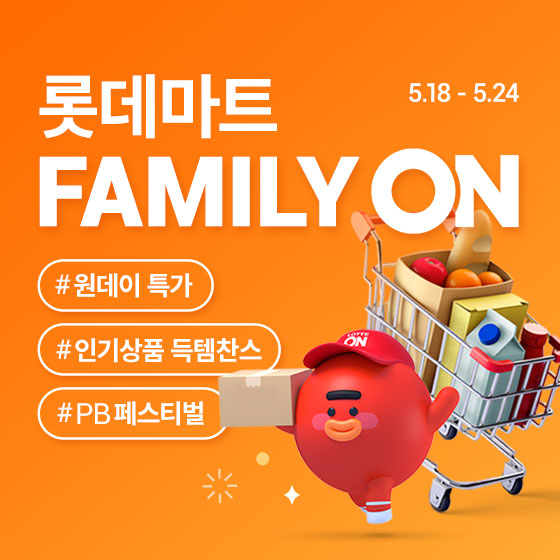 롯데마트
5.18 - 5.24
FAMILY ON
#원데이 특가
#인기상품 득템찬스
#PB 페스티벌
LOTTE
ON